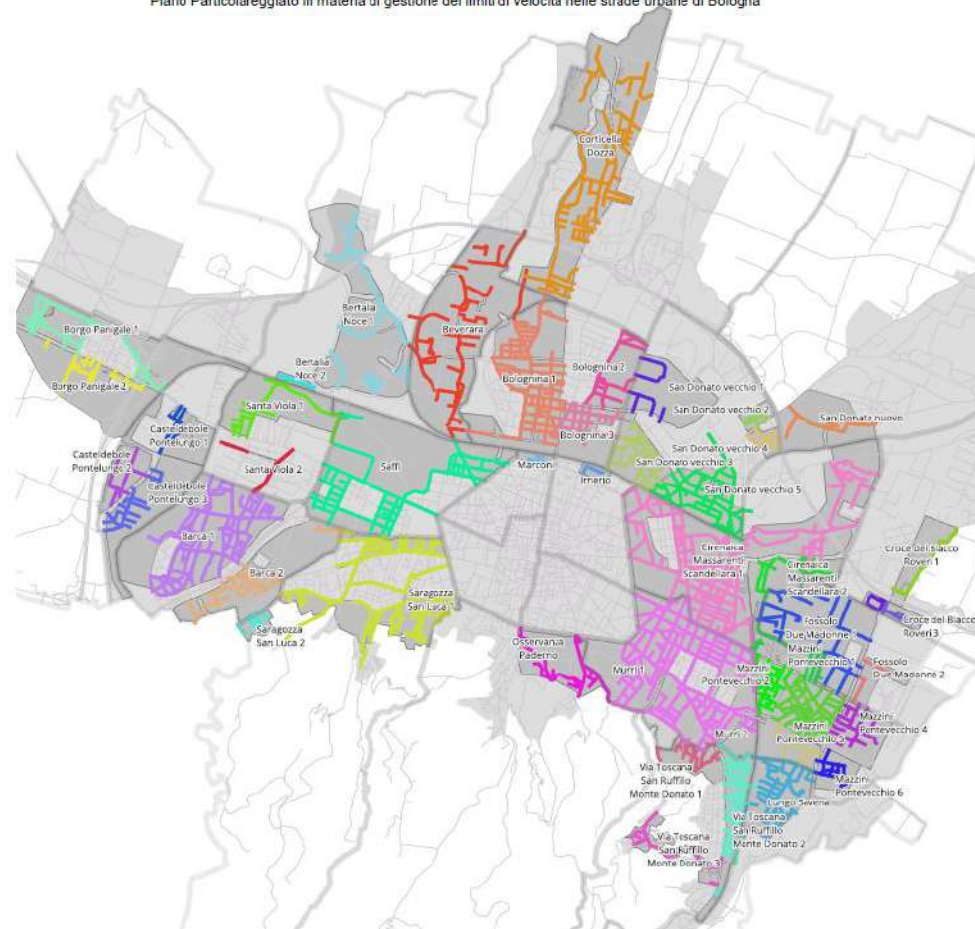 Piano Particolareggiato in materia di gestione dei limiti di velocità nelle strade urbane di Bologna
Corticella
Dozza
Bertalia
Noce 1
Beverara
Borgo Panigale 1
Borgo Panigale 2
Bertalia
Noce 2
Bolognina 2
Bolognina 1
San Donato vecchio 1
San Donato vecchio 2
San Donato nuovo
Santa Viola 1
Casteldebole
Pontelungo 1
Bolognina 3
San Donato vecchio 4
San Donato vecchio 3
Casteldebole
Pontelungo 2
Santa Viola 2
Saffi
Marconi
Irnerio
San Donato vecchio 5
Casteldebole
Pontelungo 3
Barca 1
Cirenaica
Massarenti
Scandellara 1
Croce del Biacco
Roveri 1
Barca 2
Cirenaica
Massarenti
Scandellara 2
Saragozza
San Luca 1
Saragozza
San Luca 2
Fossolo
Due Madonne
Croce del Biacco
Roveri 3
Osservanza
Paderno
Murri 1
Mazzini
Pontevecchio 2
Mazzini
Pontevecchio 1
Fossolo
Due Madonne 2
Mazzini
Pontevecchio 4
Mazzini
Pontevecchio 5
Murri 2
Via Toscana
San Ruffillo
Monte Donato 1
Mazzini
Pontevecchio 6
Lungo Savena
Via Toscana
San Ruffillo
Monte Donato 2
Via Toscana
San Ruffillo
Monte Donato 3